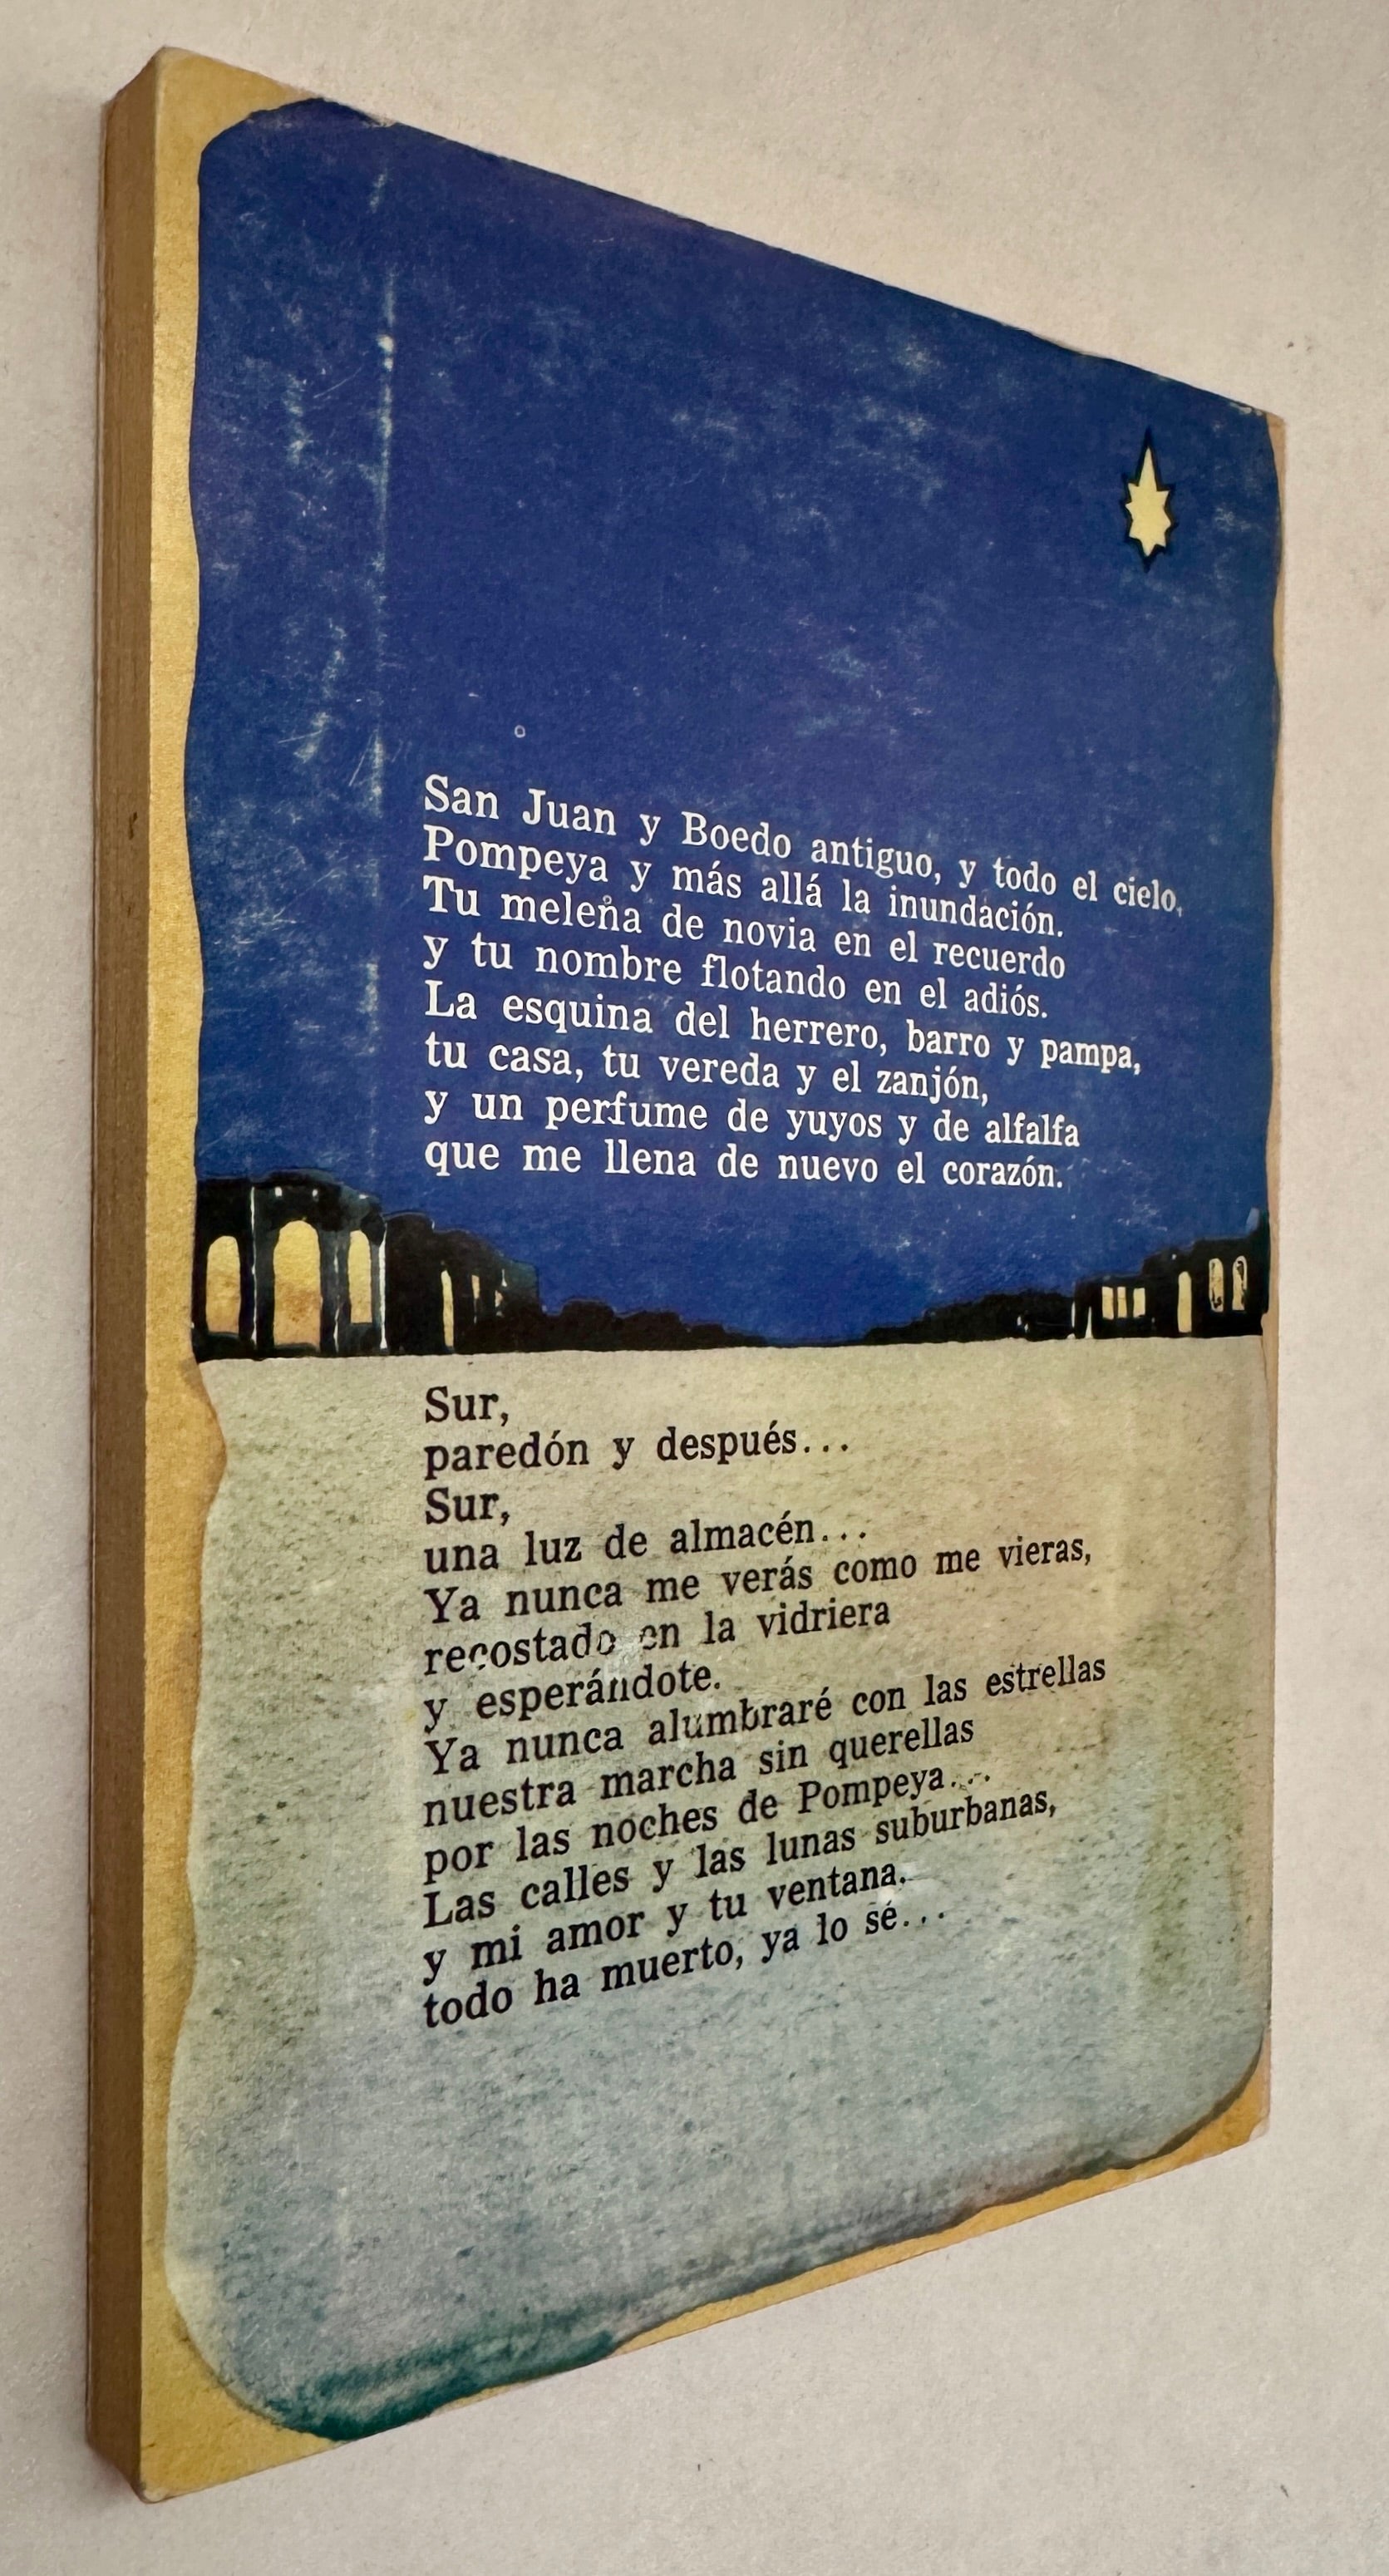 San Juan y Boedo antiguo, y todo el cielo,
Pompeya y más allá la inundación.
Tu meleña de novia en el recuerdo
y tu nombre flotando en el adiós.
La esquina del herrero, barro y pampa,
tu casa, tu vereda y el zanjón,
y un perfume de yuyos y de alfalfa
que me llena de nuevo el corazón.
Sur,
paredón y después...
Sur,
una luz de almacén...
Ya nunca me verás como me vieras,
recostado en la vidriera
y esperándote.
Ya nunca alumbraré con las estrellas
nuestra marcha sin querellas
por las noches de Pompeya...
Las calles y las lunas suburbanas,
y mi amor y tu ventana.
todo ha muerto, ya lo sé...